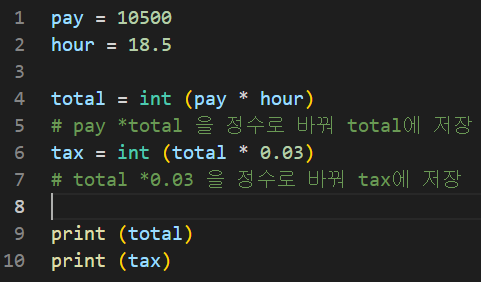 1 pay = 10500
2 hour = 18.5
3
4 total = int (pay * hour)
5 # pay *total 을 정수로 바꿔 total에 저장
6 tax = int (total * 0.03)
7 # total *0.03 을 정수로 바꿔 tax에 저장
8
9 print (total)
10 print (tax)